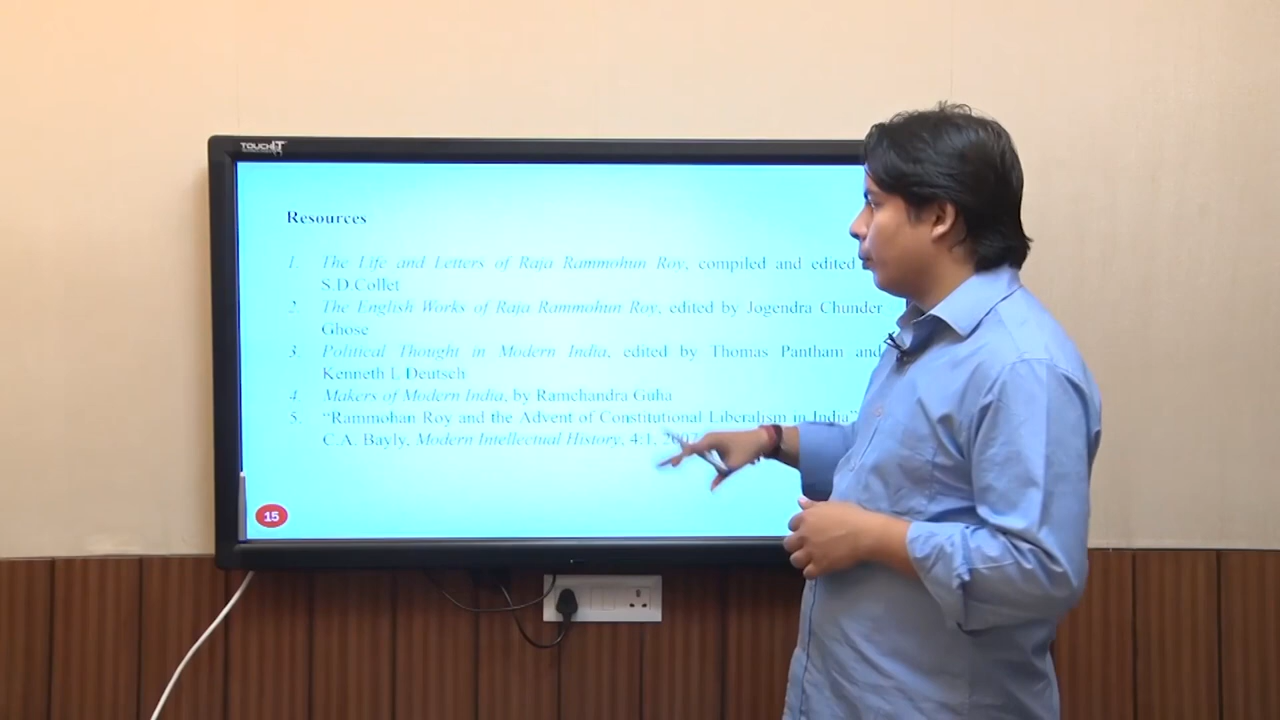 TOUCHIT
Resources
1. The Life and Letters of Raja Rammohun Roy, compiled and edited
S.D.Collet
2. The English Works of Raja Rammohun Roy, edited by Jogendra Chunder
Ghose
3. Political Thought in Modern India, edited by Thomas Pantham and
Kenneth L Deutsch
4. Makers of Modern India, by Ramchandra Guha
5. “Rammohan Roy and the Advent of Constitutional Liberalism in India”
C.A. Bayly, Modern Intellectual History, 4:1, 2007
15